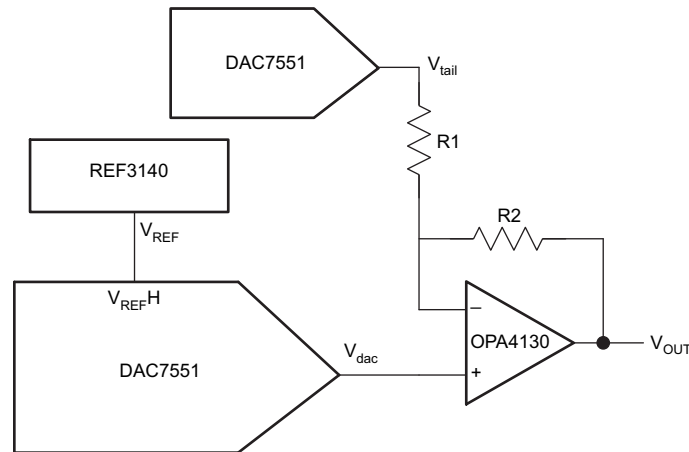 DAC7551
V_tail
R1
REF3140
R2
V_REF
V_REFH
–
OPA4130
V_OUT
V_dac
DAC7551
+